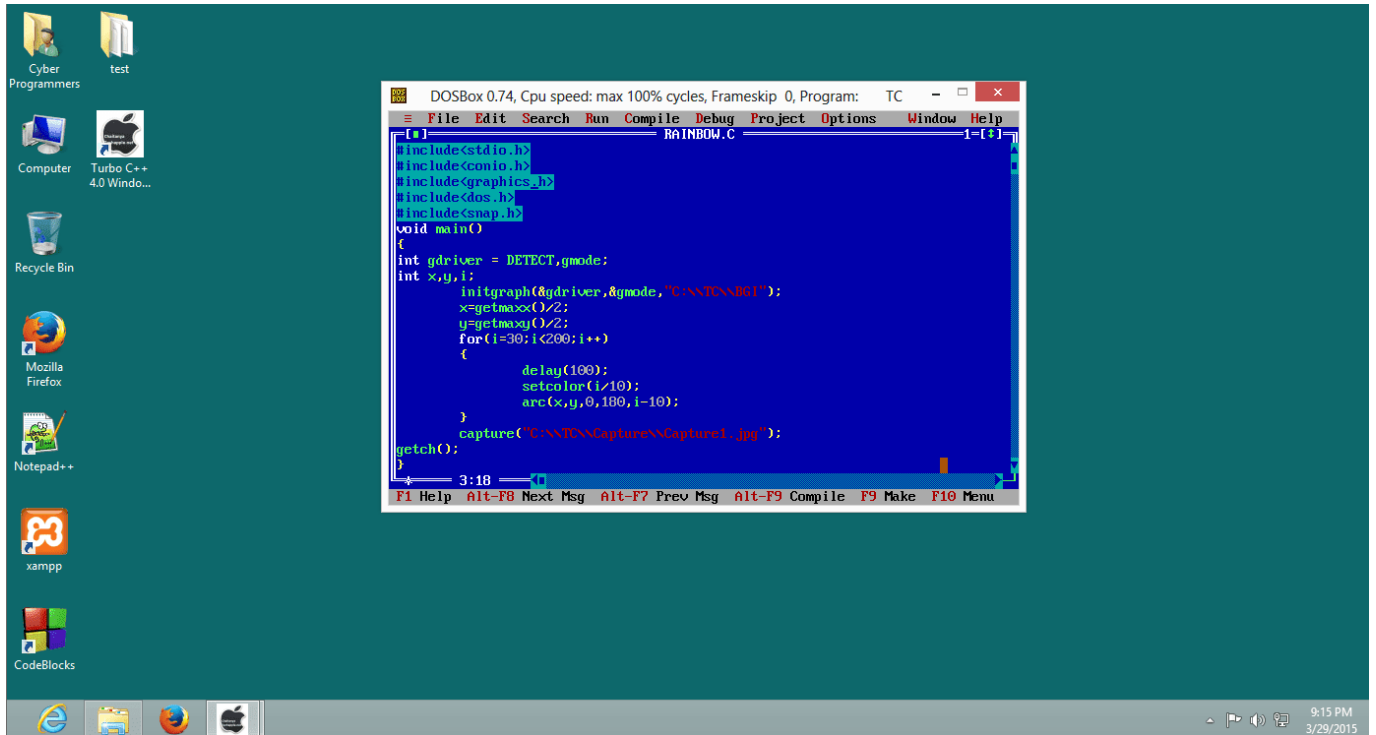 Cyber
Programmers
test
Computer
Turbo C++
4.0 Windo...
Recycle Bin
Mozilla
Firefox
Notepad++
xampp
CodeBlocks
DOSBox 0.74, Cpu speed: max 100% cycles, Frameskip 0, Program: TC
≡ File Edit Search Run Compile Debug Project Options Window Help
[■] RAINBOW.C 1=[↕]
#include<stdio.h>
#include<conio.h>
#include<graphics.h>
#include<dos.h>
#include<snap.h>
void main()
{
int gdriver = DETECT,gmode;
int x,y,i;
initgraph(&gdriver,&gmode,"C:\\TC\\BGI");
x=getmaxx()/2;
y=getmaxy()/2;
for(i=30;i<200;i++)
{
delay(100);
setcolor(i/10);
arc(x,y,0,180,i-10);
}
capture("C:\\TC\\Capture\\Capture1.jpg");
getch();
}
* 3:18
F1 Help Alt-F8 Next Msg Alt-F7 Prev Msg Alt-F9 Compile F9 Make F10 Menu
9:15 PM
3/29/2015